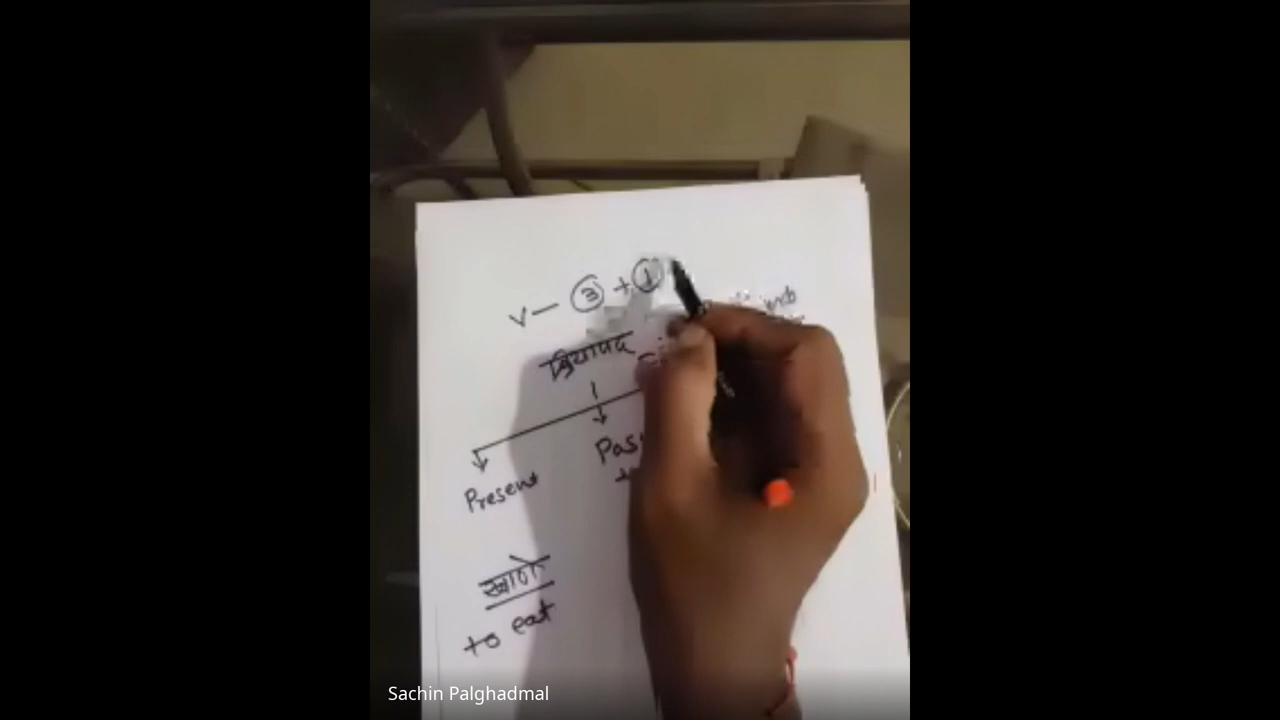 V — ③ + ①
क्रियापद
Present
Pas
खाणे
to eat
Sachin Palghadmal